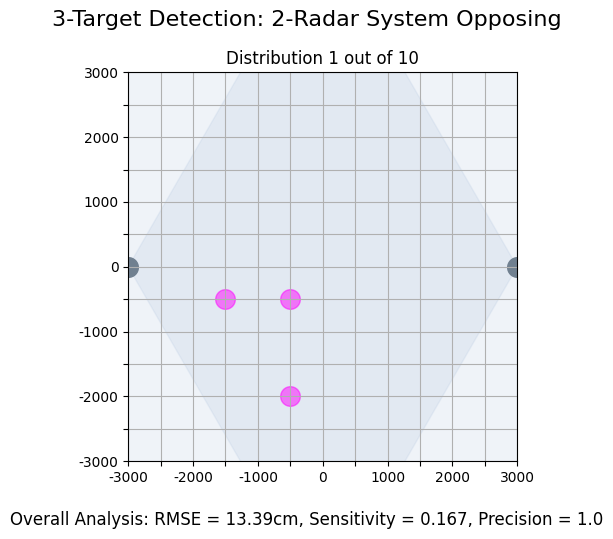 3-Target Detection: 2-Radar System Opposing
Distribution 1 out of 10
3000
2000
1000
0
-1000
-2000
-3000
-3000 -2000 -1000 0 1000 2000 3000
Overall Analysis: RMSE = 13.39cm, Sensitivity = 0.167, Precision = 1.0